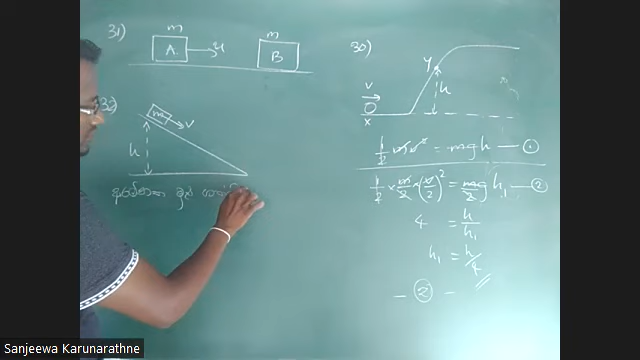 31)
m
A
u
m
B
32)
m
v
h
30)
y
h
v
x
½ mv² = mgh — ①
½ × m/2 × (v/2)² = m/2 g h₁ — ②
4 = h/h₁
h₁ = h/4
– ② –
Sanjeewa Karunarathne